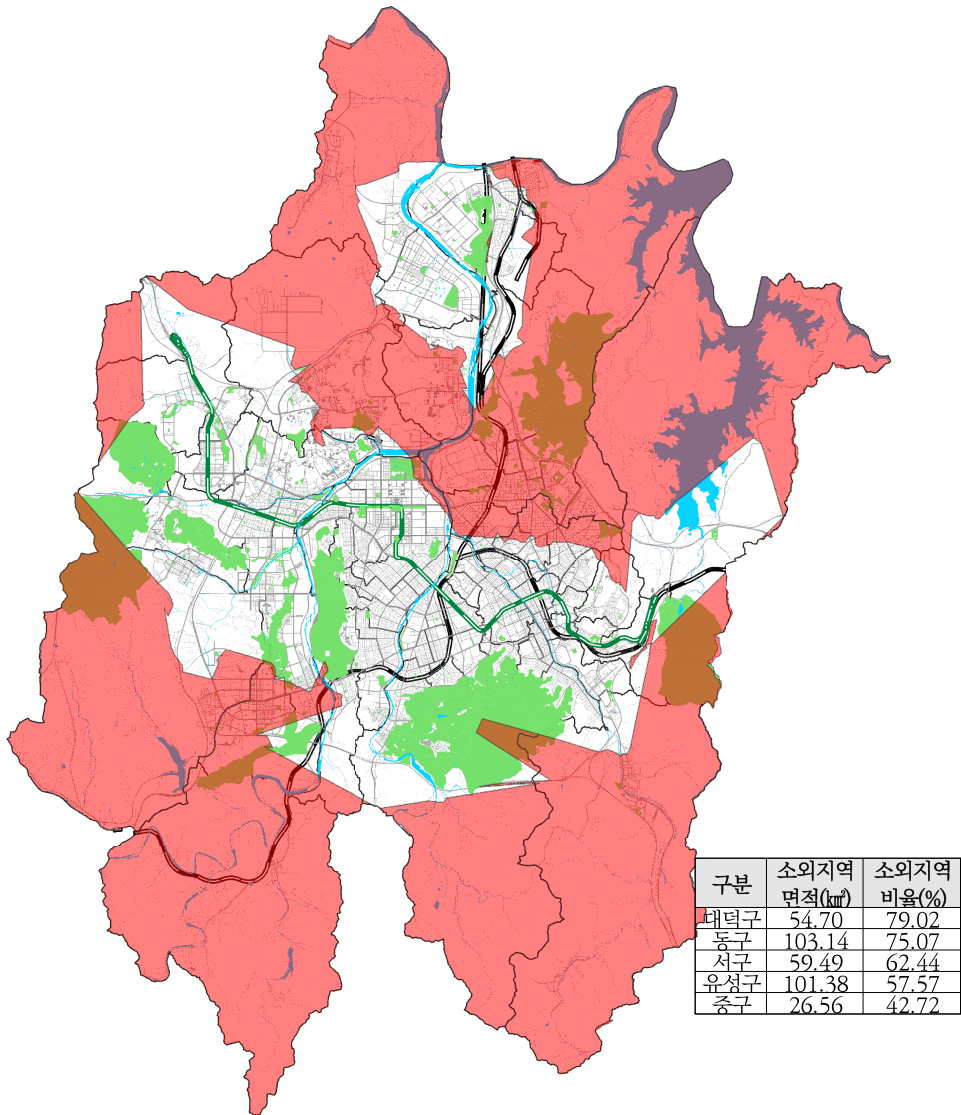 구분 소외지역 면적(㎢) 소외지역 비율(%)
대덕구 54.70 79.02
동구 103.14 75.07
서구 59.49 62.44
유성구 101.38 57.57
중구 26.56 42.72